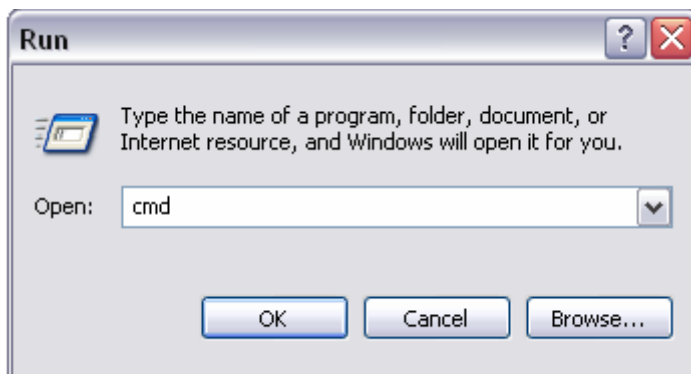 Run
?
Type the name of a program, folder, document, or
Internet resource, and Windows will open it for you.
Open: cmd
OK Cancel Browse...